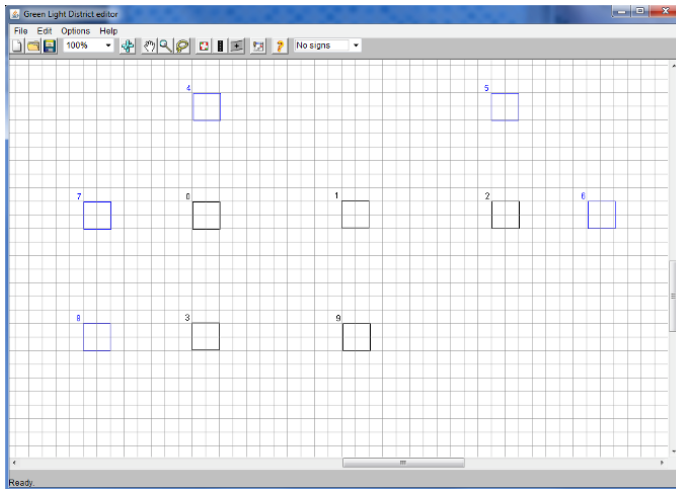 Green Light District editor
File Edit Options Help
100% No signs
4 5
7 0 1 2 6
8 3 9
Ready.